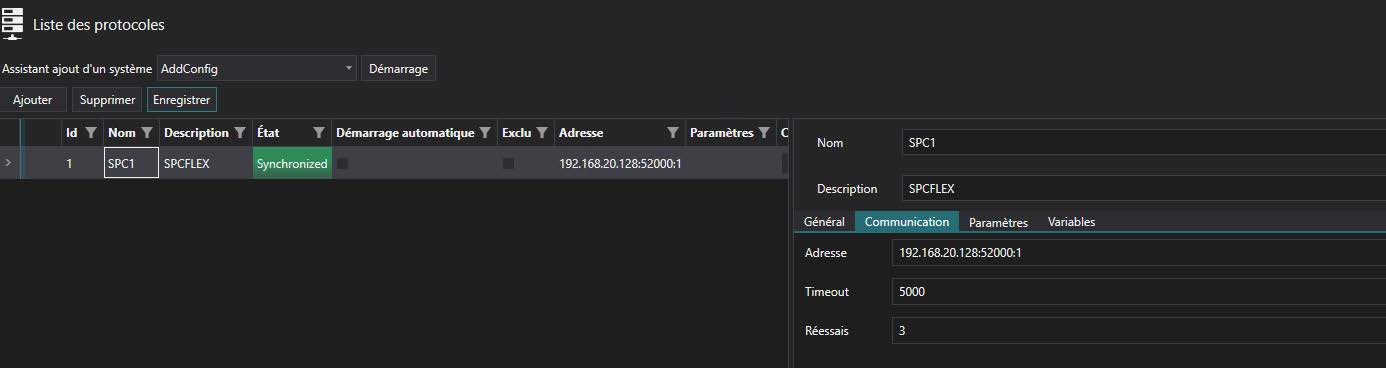 Liste des protocoles
Assistant ajout d'un système AddConfig Démarrage
Ajouter Supprimer Enregistrer
Id Nom Description État Démarrage automatique Exclu Adresse Paramètres
1 SPC1 SPCFLEX Synchronized 192.168.20.128:52000:1
Nom SPC1
Description SPCFLEX
Général Communication Paramètres Variables
Adresse 192.168.20.128:52000:1
Timeout 5000
Réessais 3